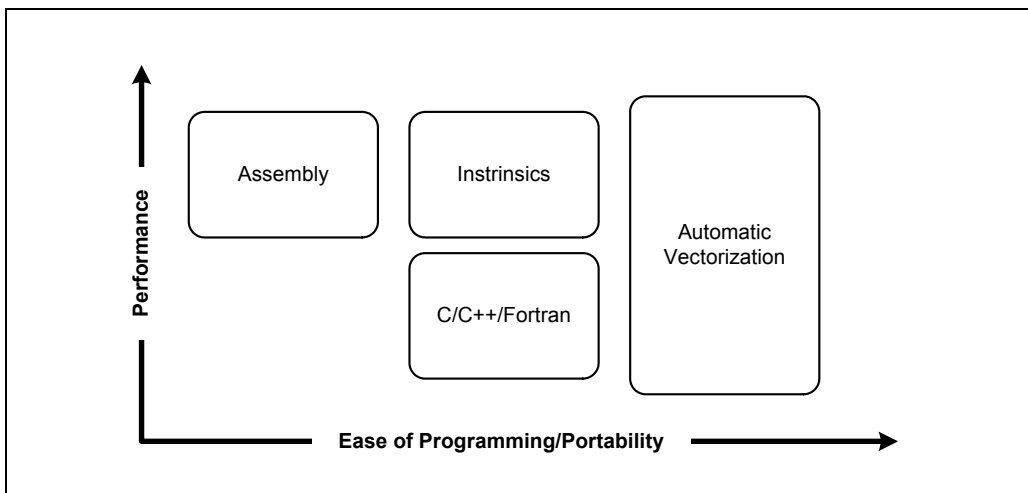 Assembly
Instrinsics
Automatic
Vectorization
C/C++/Fortran
Performance
Ease of Programming/Portability